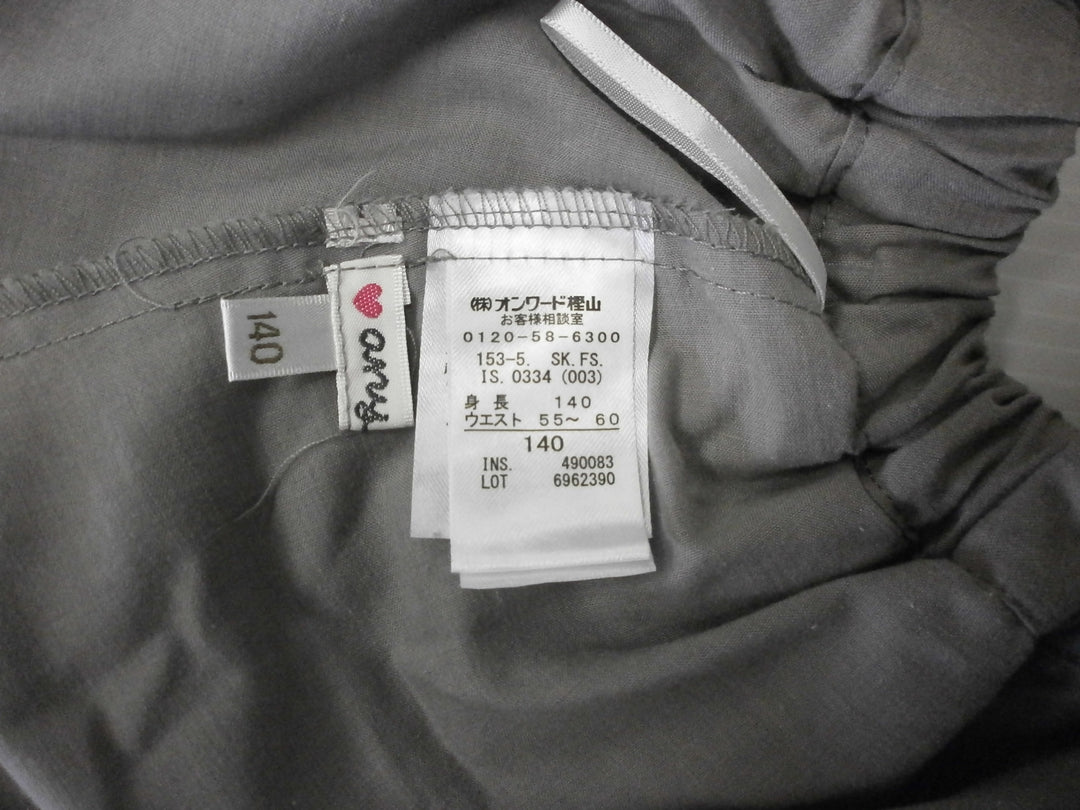 140
any
(株)オンワード樫山
お客様相談室
0120-58-6300
153-5. SK.FS.
IS.0334 (003)
身長 140
ウエスト 55～ 60
140
INS. 490083
LOT 6962390